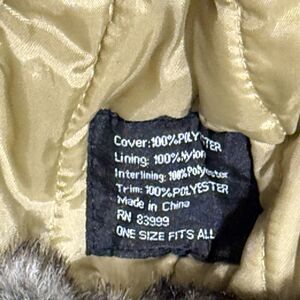 Cover:100%POLYESTER
Lining: 100%Nylon
Interlining: 100%Polyester
Trim: 100%POLYESTER
Made in China
RN 83999
ONE SIZE FITS ALL